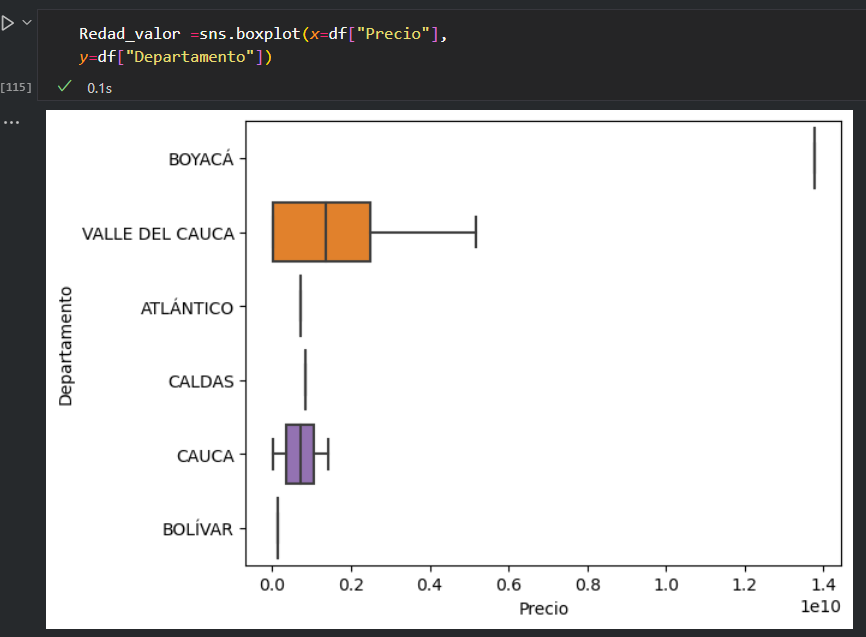 Redad_valor =sns.boxplot(x=df["Precio"],
y=df["Departamento"])
[115]
0.1s
...
BOYACÁ
VALLE DEL CAUCA
ATLÁNTICO
CALDAS
CAUCA
BOLÍVAR
Departamento
0.0 0.2 0.4 0.6 0.8 1.0 1.2 1.4
1e10
Precio